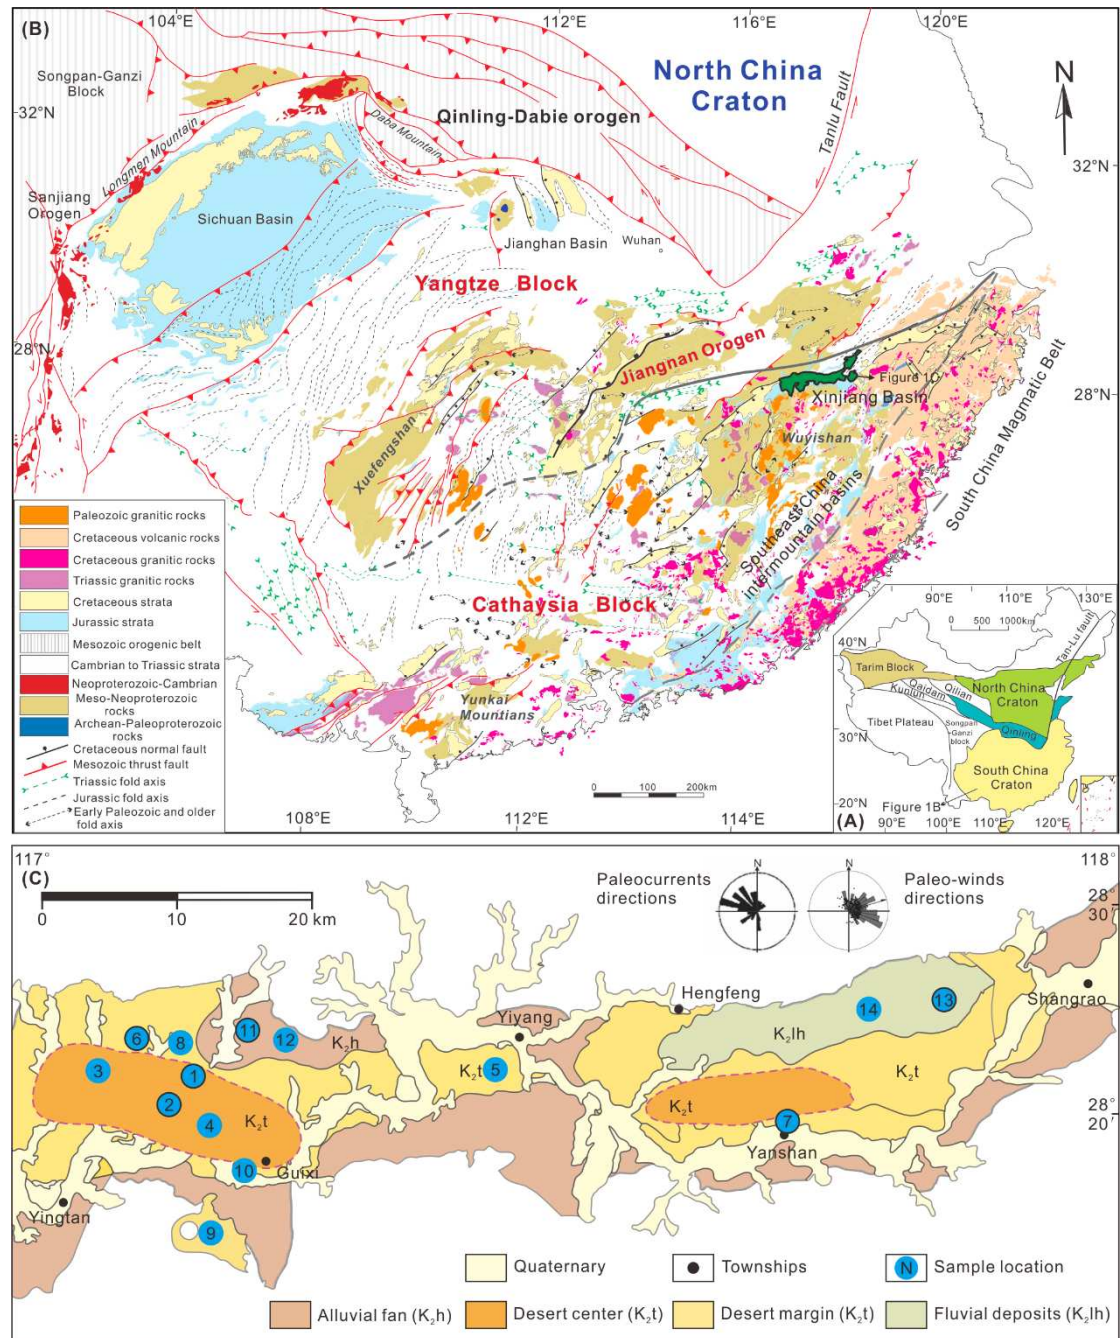 (B)
104°E
112°E
116°E
120°E
Songpan-Ganzi
Block
North China
Craton
N
32°N
Qinling-Dabie orogen
Tanlu Fault
Daba Mountain
Longmen Mountain
32°N
Sanjiang
Orogen
Sichuan Basin
Jianghan Basin
Wuhan
Yangtze Block
28°N
Jiangnan Orogen
Figure 1C
28°N
Xinjiang Basin
Wuyishan
Xuefengshan
South China Magmatic Belt
Southeast China
intermountain basins
Cathaysia Block
Yunkai
Mountians
Paleozoic granitic rocks
Cretaceous volcanic rocks
Cretaceous granitic rocks
Triassic granitic rocks
Cretaceous strata
Jurassic strata
Mesozoic orogenic belt
Cambrian to Triassic strata
Neoproterozoic-Cambrian
Meso-Neoproterozoic
rocks
Archean-Paleoproterozoic
rocks
Cretaceous normal fault
Mesozoic thrust fault
Triassic fold axis
Jurassic fold axis
Early Paleozoic and older
fold axis
0 100 200km
108°E
112°E
114°E
90°E
100°E
130°E
0 500 1000km
40°N
Tan-Lu fault
Tarim Block
Qilian
Qaidam
Kunlun
North China
Craton
Tibet Plateau
Songpan
Ganzi
block
30°N
Qinling
South China
Craton
20°N
Figure 1B
(A)
90°E
100°E
110°E
120°E
117°
118°
(C)
0 10 20 km
Paleocurrents
directions
N
N
Paleo-winds
directions
28°
30'
Hengfeng
Shangrao
Yiyang
13
14
11
6
8
12
K₂h
K₂lh
3
1
K₂t
5
K₂t
2
4
K₂t
K₂t
7
28°
20'
10
Guixi
Yanshan
Yingtan
9
Quaternary
Townships
N
Sample location
Alluvial fan (K₂h)
Desert center (K₂t)
Desert margin (K₂t)
Fluvial deposits (K₂lh)